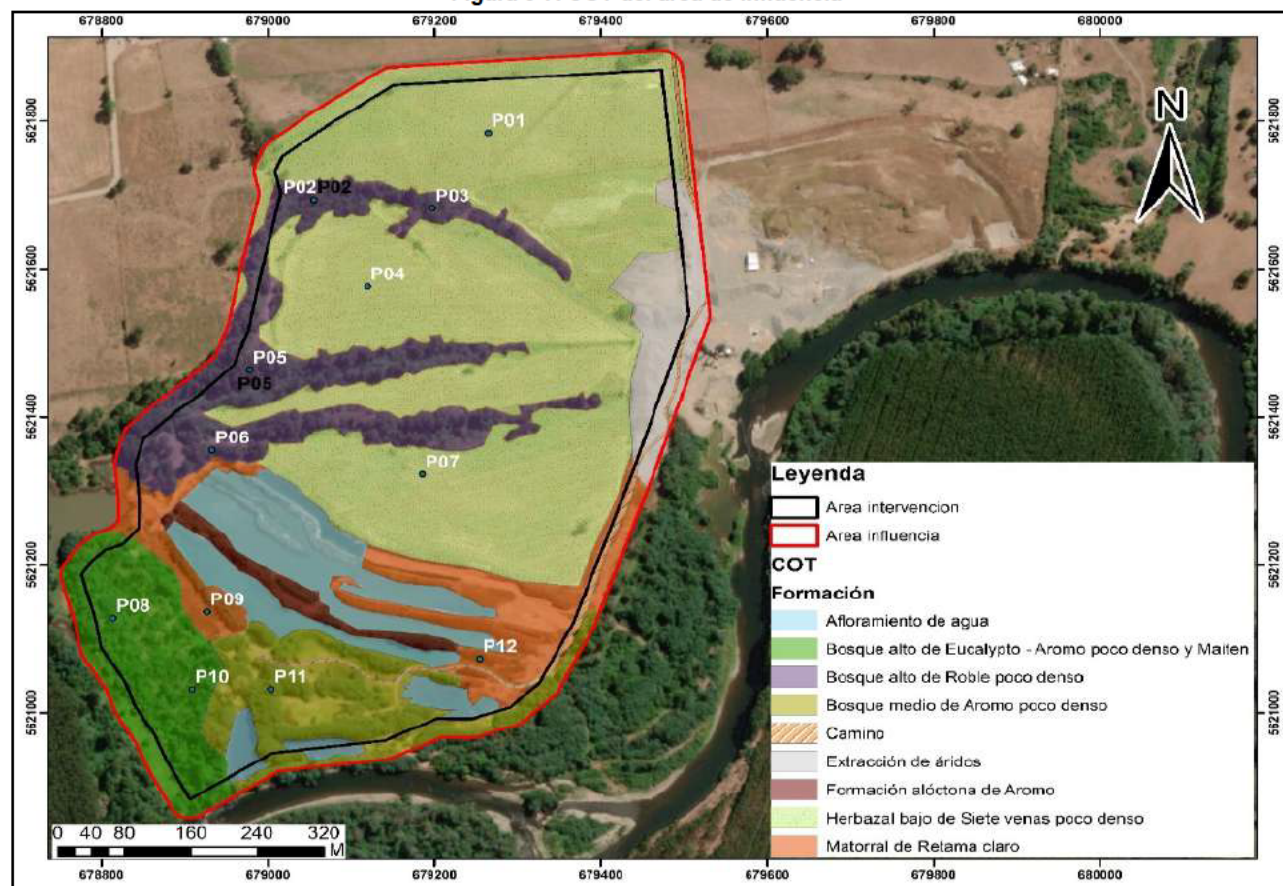 678800 679000 679200 679400 679600 679800 680000
5621800
5621600
5621400
5621200
5621000
5621800
5621600
5621400
5621200
5621000
N
P01
P02 P02
P03
P04
P05
P05
P06
P07
P08
P09
P10
P11
P12
Leyenda
Area intervencion
Area influencia
COT
Formación
Afloramiento de agua
Bosque alto de Eucalypto - Aromo poco denso y Maiten
Bosque alto de Roble poco denso
Bosque medio de Aromo poco denso
Camino
Extracción de áridos
Formación alóctona de Aromo
Herbazal bajo de Siete venas poco denso
Matorral de Retama claro
0 40 80 160 240 320
M
678800 679000 679200 679400 679600 679800 680000